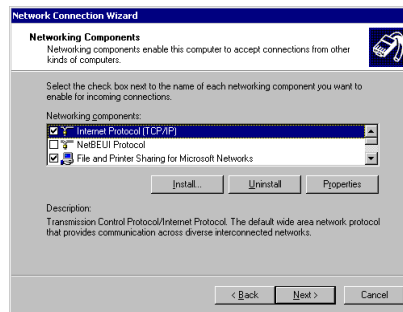 Network Connection Wizard
Networking Components
Networking components enable this computer to accept connections from other
kinds of computers.
Select the check box next to the name of each networking component you want to
enable for incoming connections.
Networking components:
Internet Protocol (TCP/IP)
NetBEUI Protocol
File and Printer Sharing for Microsoft Networks
Install... Uninstall Properties
Description:
Transmission Control Protocol/Internet Protocol. The default wide area network protocol
that provides communication across diverse interconnected networks.
< Back Next > Cancel